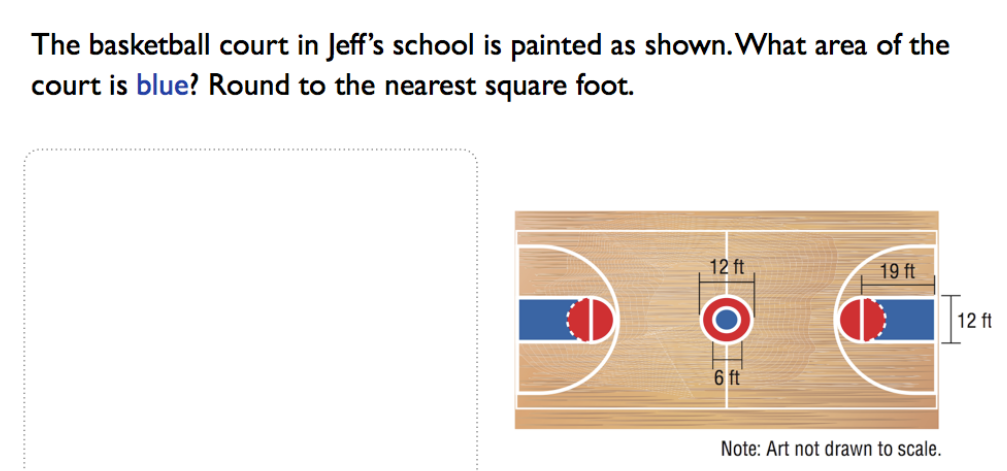 The basketball court in Jeff's school is painted as shown. What area of the
court is blue? Round to the nearest square foot.
12 ft
19 ft
12 ft
6 ft
Note: Art not drawn to scale.